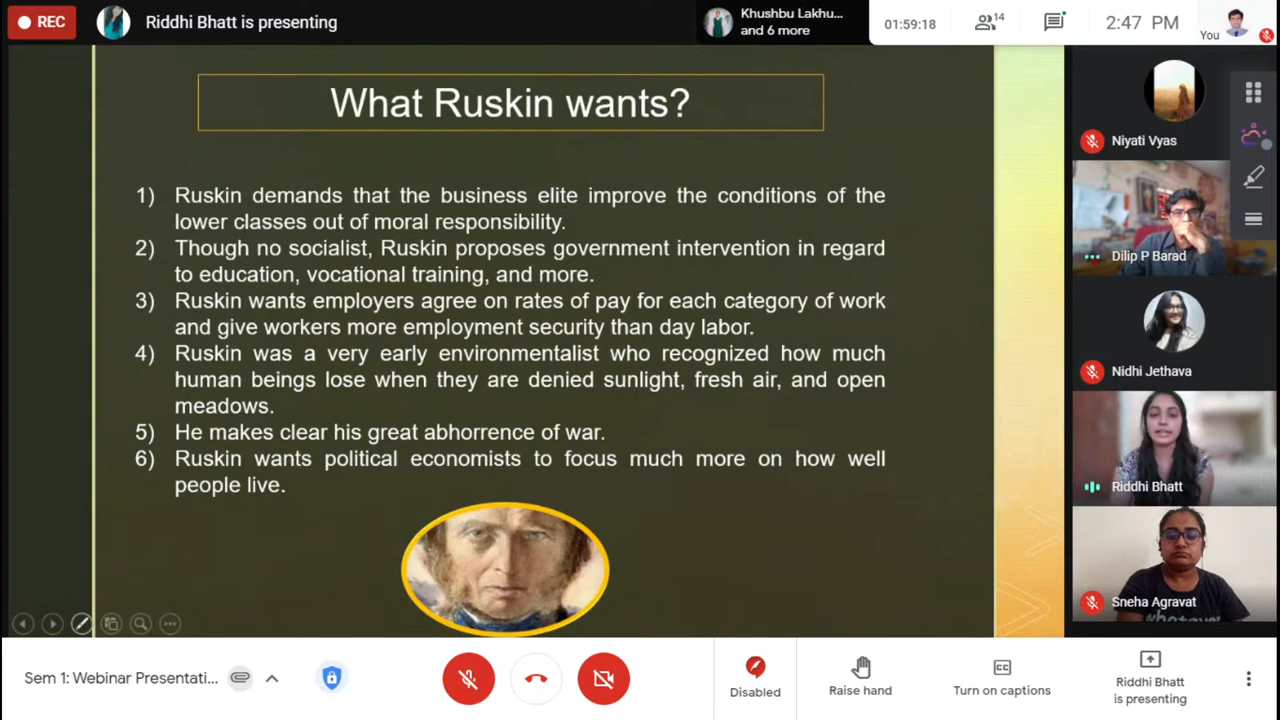 REC
Riddhi Bhatt is presenting
Khushbu Lakhu...
and 6 more
01:59:18
14
2:47 PM
You
What Ruskin wants?
1) Ruskin demands that the business elite improve the conditions of the
lower classes out of moral responsibility.
2) Though no socialist, Ruskin proposes government intervention in regard
to education, vocational training, and more.
3) Ruskin wants employers agree on rates of pay for each category of work
and give workers more employment security than day labor.
4) Ruskin was a very early environmentalist who recognized how much
human beings lose when they are denied sunlight, fresh air, and open
meadows.
5) He makes clear his great abhorrence of war.
6) Ruskin wants political economists to focus much more on how well
people live.
Niyati Vyas
Dilip P Barad
Nidhi Jethava
Riddhi Bhatt
Sneha Agravat
Sem 1: Webinar Presentati...
Disabled
Raise hand
CC
Turn on captions
Riddhi Bhatt
is presenting